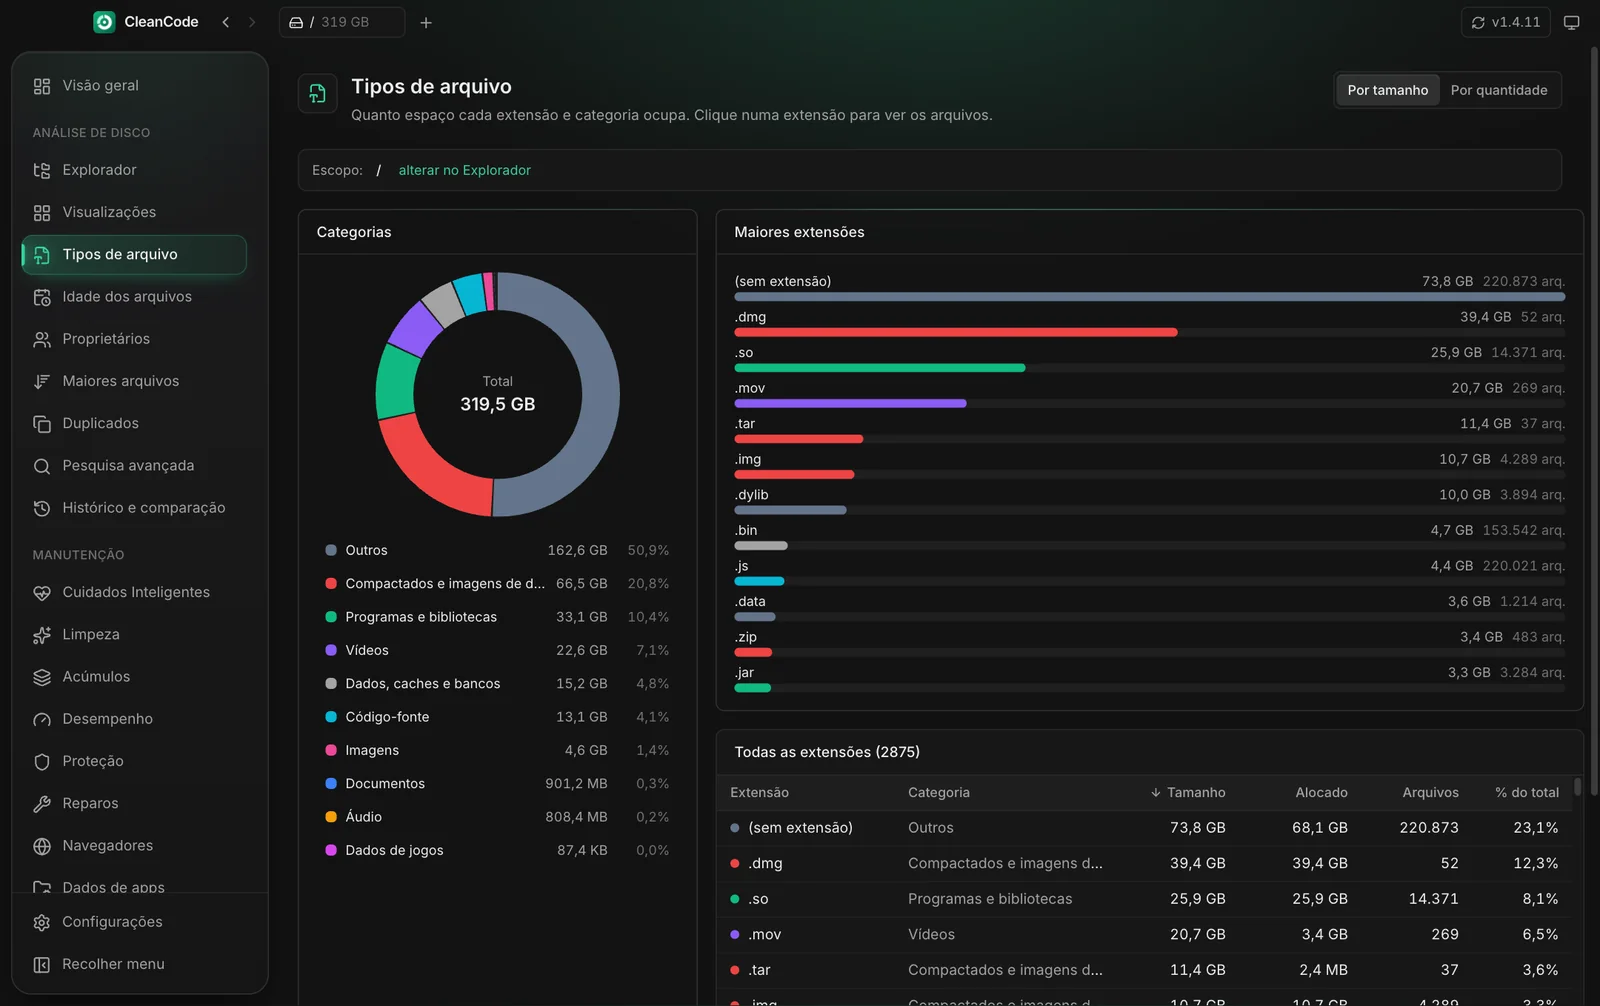 CleanCode
/ 319 GB
v1.4.11
Visão geral
ANÁLISE DE DISCO
Explorador
Visualizações
Tipos de arquivo
Idade dos arquivos
Proprietários
Maiores arquivos
Duplicados
Pesquisa avançada
Histórico e comparação
MANUTENÇÃO
Cuidados Inteligentes
Limpeza
Acúmulos
Desempenho
Proteção
Reparos
Navegadores
Dados de apps
Configurações
Recolher menu
Tipos de arquivo
Quanto espaço cada extensão e categoria ocupa. Clique numa extensão para ver os arquivos.
Por tamanho Por quantidade
Escopo: / alterar no Explorador
Categorias
Total
319,5 GB
Outros 162,6 GB 50,9%
Compactados e imagens de d... 66,5 GB 20,8%
Programas e bibliotecas 33,1 GB 10,4%
Vídeos 22,6 GB 7,1%
Dados, caches e bancos 15,2 GB 4,8%
Código-fonte 13,1 GB 4,1%
Imagens 4,6 GB 1,4%
Documentos 901,2 MB 0,3%
Áudio 808,4 MB 0,2%
Dados de jogos 87,4 KB 0,0%
Maiores extensões
(sem extensão) 73,8 GB 220.873 arq.
.dmg 39,4 GB 52 arq.
.so 25,9 GB 14.371 arq.
.mov 20,7 GB 269 arq.
.tar 11,4 GB 37 arq.
.img 10,7 GB 4.289 arq.
.dylib 10,0 GB 3.894 arq.
.bin 4,7 GB 153.542 arq.
.js 4,4 GB 220.021 arq.
.data 3,6 GB 1.214 arq.
.zip 3,4 GB 483 arq.
.jar 3,3 GB 3.284 arq.
Todas as extensões (2875)
Extensão Categoria ↓ Tamanho Alocado Arquivos % do total
(sem extensão) Outros 73,8 GB 68,1 GB 220.873 23,1%
.dmg Compactados e imagens d... 39,4 GB 39,4 GB 52 12,3%
.so Programas e bibliotecas 25,9 GB 25,9 GB 14.371 8,1%
.mov Vídeos 20,7 GB 3,4 GB 269 6,5%
.tar Compactados e imagens d... 11,4 GB 2,4 MB 37 3,6%
.img Compactados e imagens d... 10,7 GB 10,7 GB 4.289 3,3%